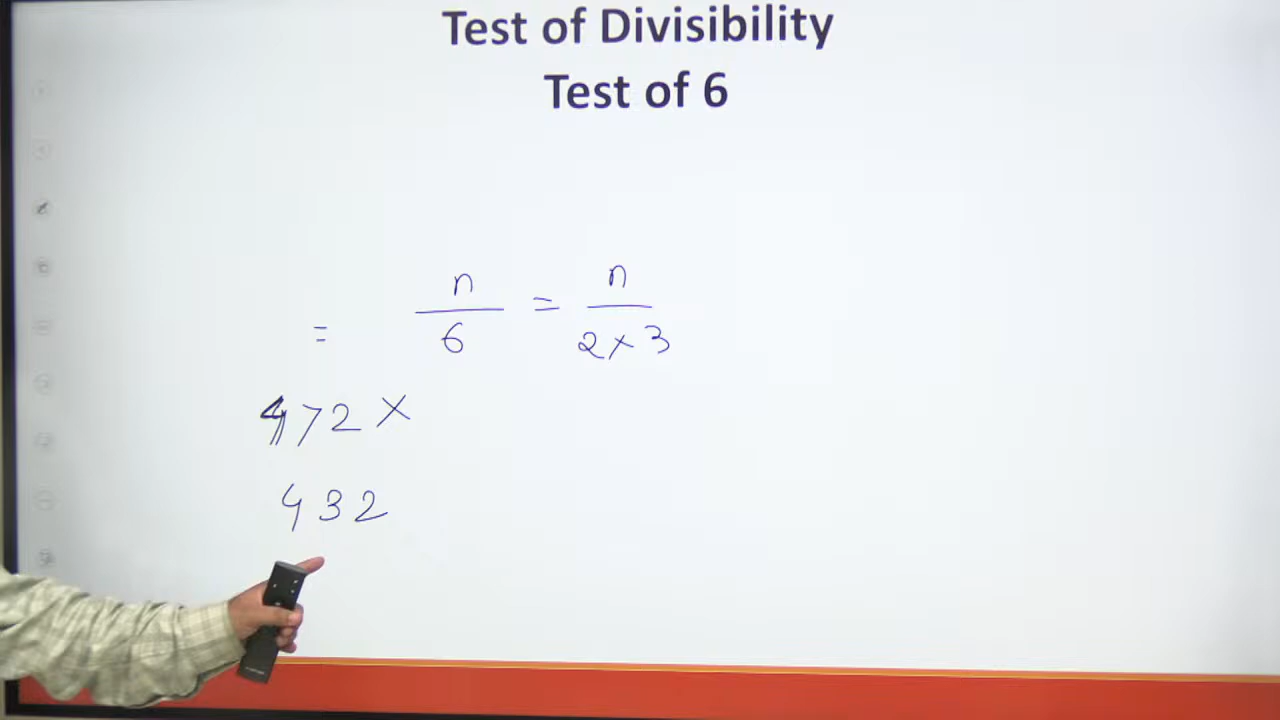 Test of Divisibility
Test of 6
= n/6 = n/2×3
472 ×
432